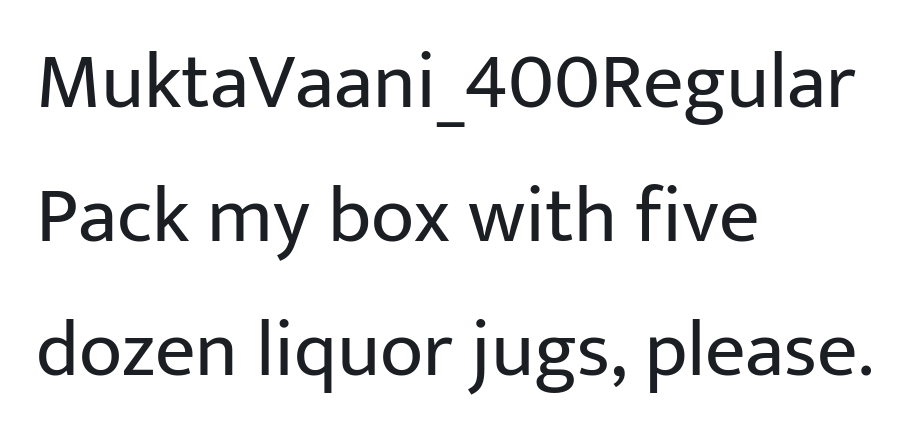 MuktaVaani_400Regular
Pack my box with five
dozen liquor jugs, please.